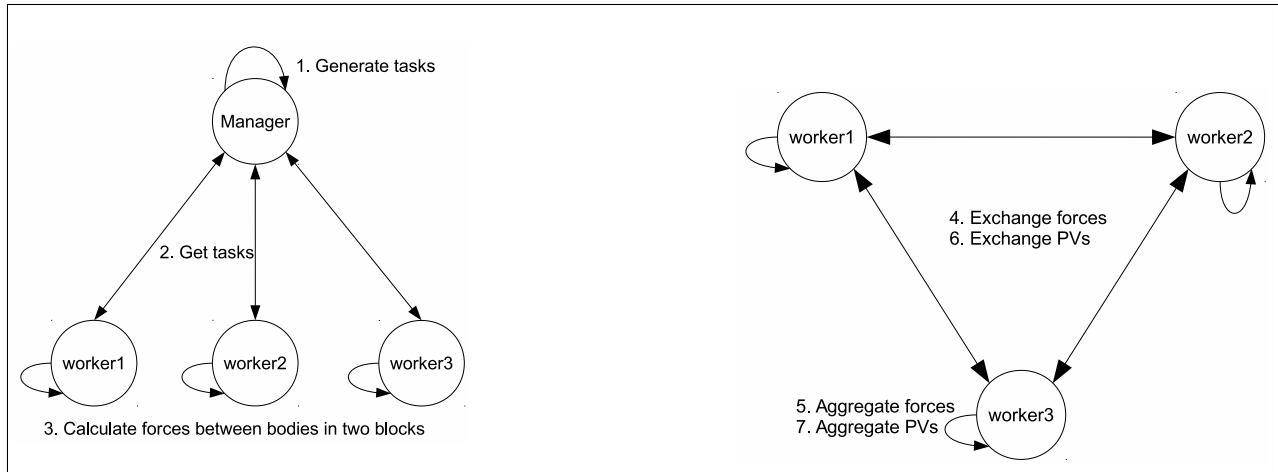 1. Generate tasks
Manager
2. Get tasks
worker1
worker2
worker3
3. Calculate forces between bodies in two blocks
worker1
worker2
4. Exchange forces
6. Exchange PVs
5. Aggregate forces
7. Aggregate PVs
worker3